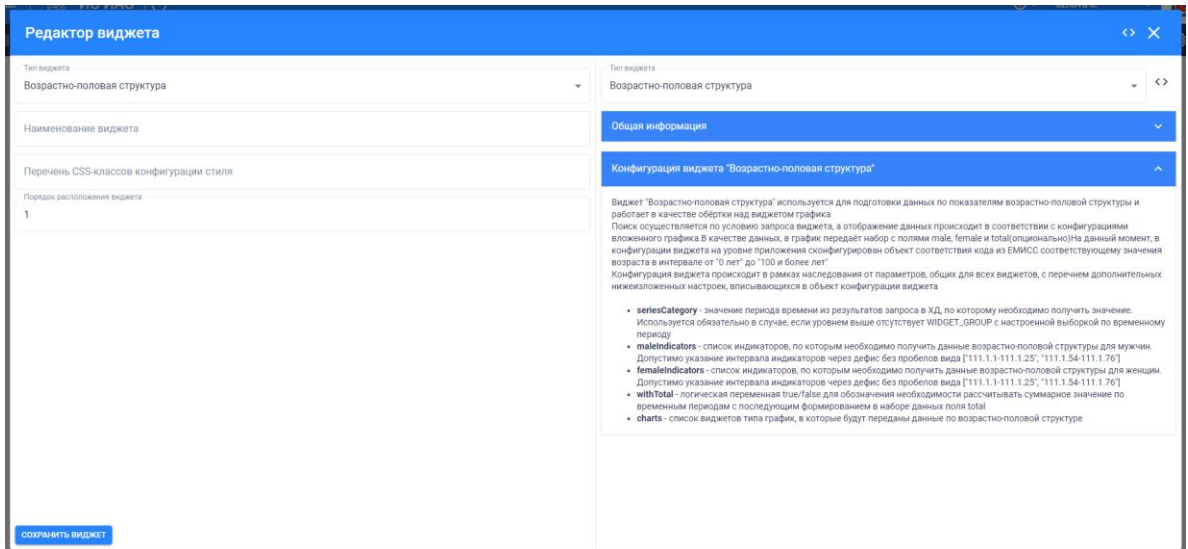 Редактор виджета
Тип виджета
Возрастно-половая структура
Наименование виджета
Перечень CSS-классов конфигурации стиля
Порядок расположения виджета
1
СОХРАНИТЬ ВИДЖЕТ
Тип виджета
Возрастно-половая структура
Общая информация
Конфигурация виджета "Возрастно-половая структура"
Виджет "Возрастно-половая структура" используется для подготовки данных по показателям возрастно-половой структуры и
работает в качестве обёртки над виджетом графика
Поиск осуществляется по условию запроса виджета, а отображение данных происходит в соответствии с конфигурациями
вложенного графика.В качестве данных, в график передаёт набор с полями male, female и total(опционально)На данный момент, в
конфигурации виджета на уровне приложения сконфигурирован объект соответствия кода из ЕМИСС соответствующему значения
возраста в интервале от "0 лет" до "100 и более лет"
Конфигурация виджета происходит в рамках наследования от параметров, общих для всех виджетов, с перечнем дополнительных
нижеизложенных настроек, вписывающихся в объект конфигурации виджета
• seriesCategory - значение периода времени из результатов запроса в ХД, по которому необходимо получить значение.
Используется обязательно в случае, если уровнем выше отсутствует WIDGET_GROUP с настроенной выборкой по временному
периоду
• maleIndicators - список индикаторов, по которым необходимо получить данные возрастно-половой структуры для мужчин.
Допустимо указание интервала индикаторов через дефис без пробелов вида ["111.1.1-111.1.25", "111.1.54-111.1.76"]
• femaleIndicators - список индикаторов, по которым необходимо получить данные возрастно-половой структуры для женщин.
Допустимо указание интервала индикаторов через дефис без пробелов вида ["111.1.1-111.1.25", "111.1.54-111.1.76"]
• withTotal - логическая переменная true/false для обозначения необходимости рассчитывать суммарное значение по
временным периодам с последующим формированием в наборе данных поля total
• charts - список виджетов типа график, в которые будут переданы данные по возрастно-половой структуре